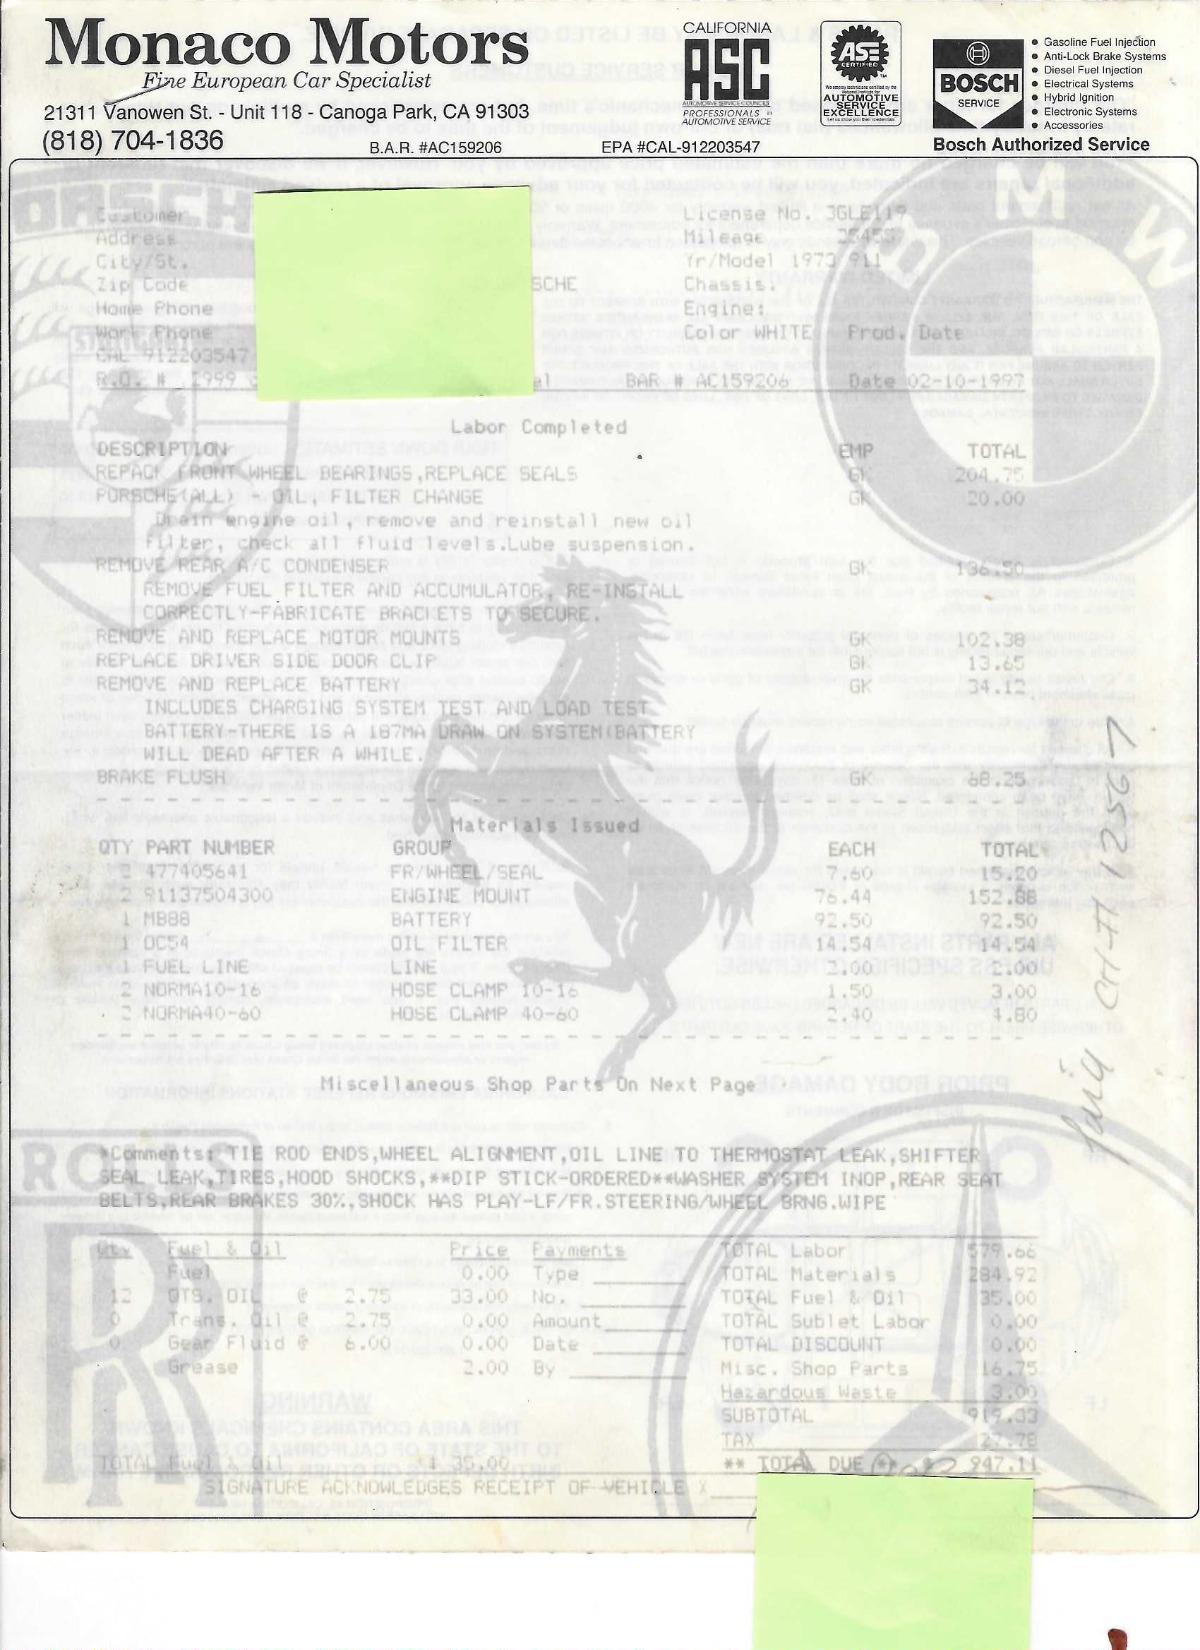 Monaco Motors
Fine European Car Specialist
21311 Vanowen St. - Unit 118 - Canoga Park, CA 91303
(818) 704-1836
B.A.R. #AC159206 EPA #CAL-912203547
CALIFORNIA
ASC
AUTOMOTIVE SERVICE COUNCILS
PROFESSIONALS IN
AUTOMOTIVE SERVICE
ASE
CERTIFIED
AUTOMOTIVE
SERVICE
EXCELLENCE
BOSCH
SERVICE
• Gasoline Fuel Injection
• Anti-Lock Brake Systems
• Diesel Fuel Injection
• Electrical Systems
• Hybrid Ignition
• Electronic Systems
• Accessories
Bosch Authorized Service
Customer License No. 3GLE119
Address Mileage 25455
City/St. Yr/Model 1973 911
Zip Code SCHE Chassis:
Home Phone Engine:
Work Phone Color WHITE Prod. Date
CAL 912203547
R.O. # 1999 al BAR # AC159206 Date 02-10-1997
Labor Completed
DESCRIPTION EMP TOTAL
REPACK FRONT WHEEL BEARINGS,REPLACE SEALS GK 204.75
PORSCHE(ALL) - OIL, FILTER CHANGE GK 20.00
Drain engine oil, remove and reinstall new oil
filter, check all fluid levels.Lube suspension.
REMOVE REAR A/C CONDENSER GK 136.50
REMOVE FUEL FILTER AND ACCUMULATOR, RE-INSTALL
CORRECTLY-FABRICATE BRACKETS TO SECURE.
REMOVE AND REPLACE MOTOR MOUNTS GK 102.38
REPLACE DRIVER SIDE DOOR CLIP GK 13.65
REMOVE AND REPLACE BATTERY GK 34.12
INCLUDES CHARGING SYSTEM TEST AND LOAD TEST
BATTERY-THERE IS A 187MA DRAW ON SYSTEM(BATTERY
WILL DEAD AFTER A WHILE.
BRAKE FLUSH GK 68.25
Materials Issued
QTY PART NUMBER GROUP EACH TOTAL
2 477405641 FR/WHEEL/SEAL 7.60 15.20
2 91137504300 ENGINE MOUNT 76.44 152.88
1 MB88 BATTERY 92.50 92.50
1 OC54 OIL FILTER 14.54 14.54
1 FUEL LINE LINE 2.00 2.00
2 NORMA10-16 HOSE CLAMP 10-16 1.50 3.00
2 NORMA40-60 HOSE CLAMP 40-60 2.40 4.80
Miscellaneous Shop Parts On Next Page
*Comments: TIE ROD ENDS,WHEEL ALIGNMENT,OIL LINE TO THERMOSTAT LEAK,SHIFTER
SEAL LEAK,TIRES,HOOD SHOCKS,**DIP STICK-ORDERED**WASHER SYSTEM INOP,REAR SEAT
BELTS,REAR BRAKES 30%,SHOCK HAS PLAY-LF/FR.STEERING/WHEEL BRNG.WIPE
Qty Fuel & Oil Price Payments TOTAL Labor 579.66
Fuel 0.00 Type TOTAL Materials 284.92
12 QTS. OIL @ 2.75 33.00 No. TOTAL Fuel & Oil 35.00
0 Trans. Oil @ 2.75 0.00 Amount TOTAL Sublet Labor 0.00
0 Gear Fluid @ 6.00 0.00 Date TOTAL DISCOUNT 0.00
Grease 2.00 By Misc. Shop Parts 16.75
Hazardous Waste 3.00
SUBTOTAL 919.33
TAX 27.78
TOTAL Fuel & Oil $ 35.00 ** TOTAL DUE ** $ 947.11
SIGNATURE ACKNOWLEDGES RECEIPT OF VEHICLE X